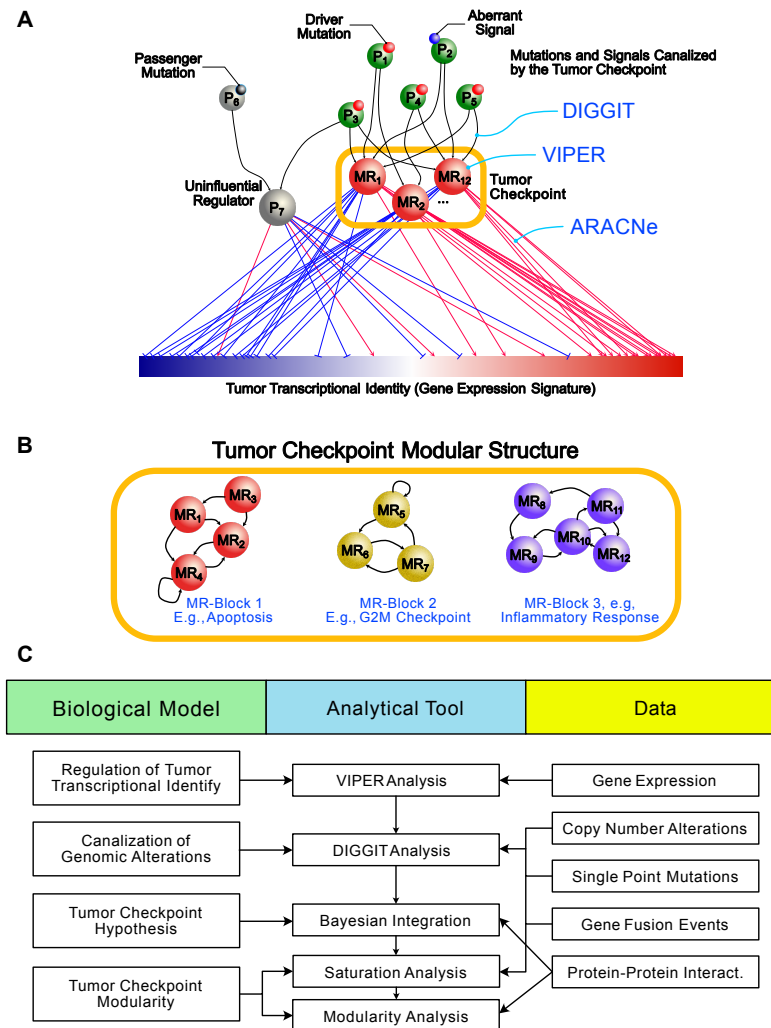 A
Driver
Mutation
Aberrant
Signal
Passenger
Mutation
Mutations and Signals Canalized
by the Tumor Checkpoint
P1
P2
P6
P3
P4
P5
DIGGIT
VIPER
Uninfluential
Regulator
MR1
MR12
MR2
...
Tumor
Checkpoint
P7
ARACNe
Tumor Transcriptional Identity (Gene Expression Signature)
B
Tumor Checkpoint Modular Structure
MR3
MR1
MR2
MR4
MR5
MR6
MR7
MR8
MR11
MR10
MR9
MR12
MR-Block 1
E.g., Apoptosis
MR-Block 2
E.g., G2M Checkpoint
MR-Block 3, e.g,
Inflammatory Response
C
Biological Model
Analytical Tool
Data
Regulation of Tumor
Transcriptional Identify
VIPER Analysis
Gene Expression
Canalization of
Genomic Alterations
DIGGIT Analysis
Copy Number Alterations
Single Point Mutations
Tumor Checkpoint
Hypothesis
Bayesian Integration
Gene Fusion Events
Tumor Checkpoint
Modularity
Saturation Analysis
Protein-Protein Interact.
Modularity Analysis